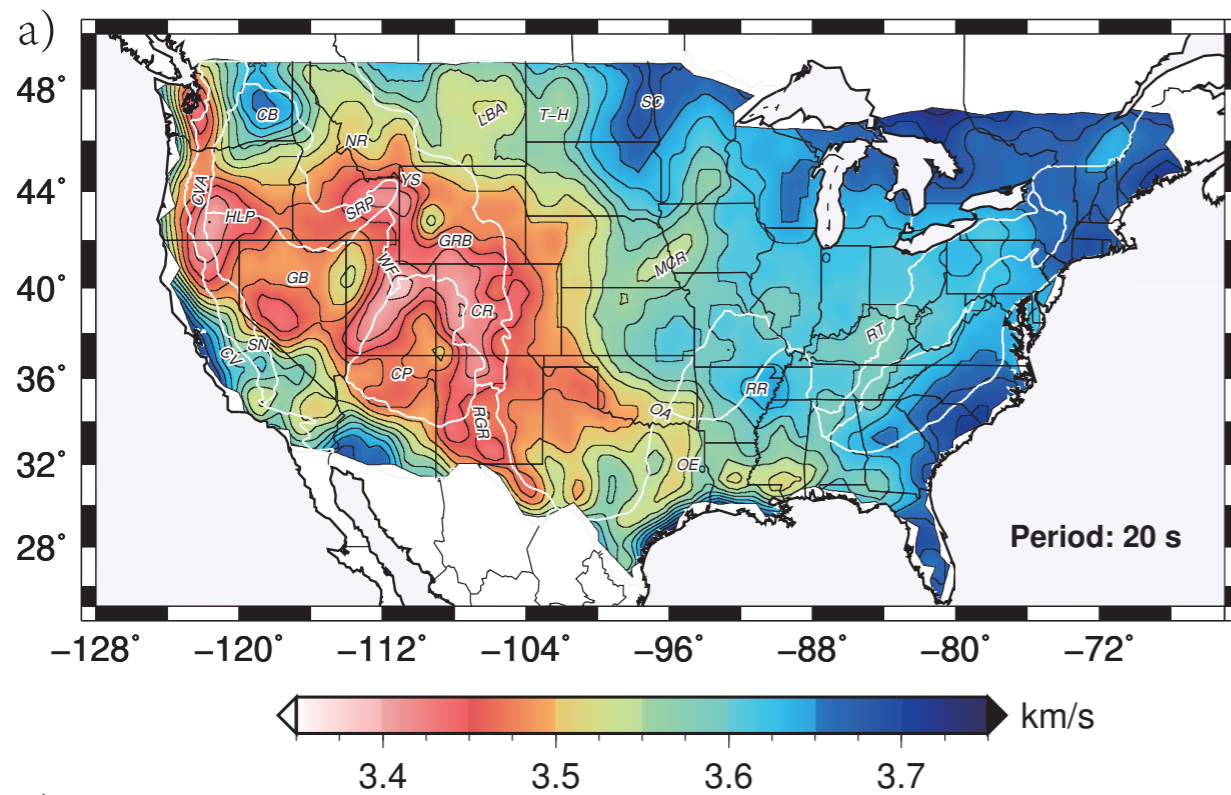 a)
48°
44°
40°
36°
32°
28°
CB
NR
LBA
T–H
SC
CVA
HLP
SRP
YS
GRB
GB
WF
CR
MCR
RT
SN
CV
CP
RGR
OA
RR
OE
Period: 20 s
−128° −120° −112° −104° −96° −88° −80° −72°
km/s
3.4 3.5 3.6 3.7